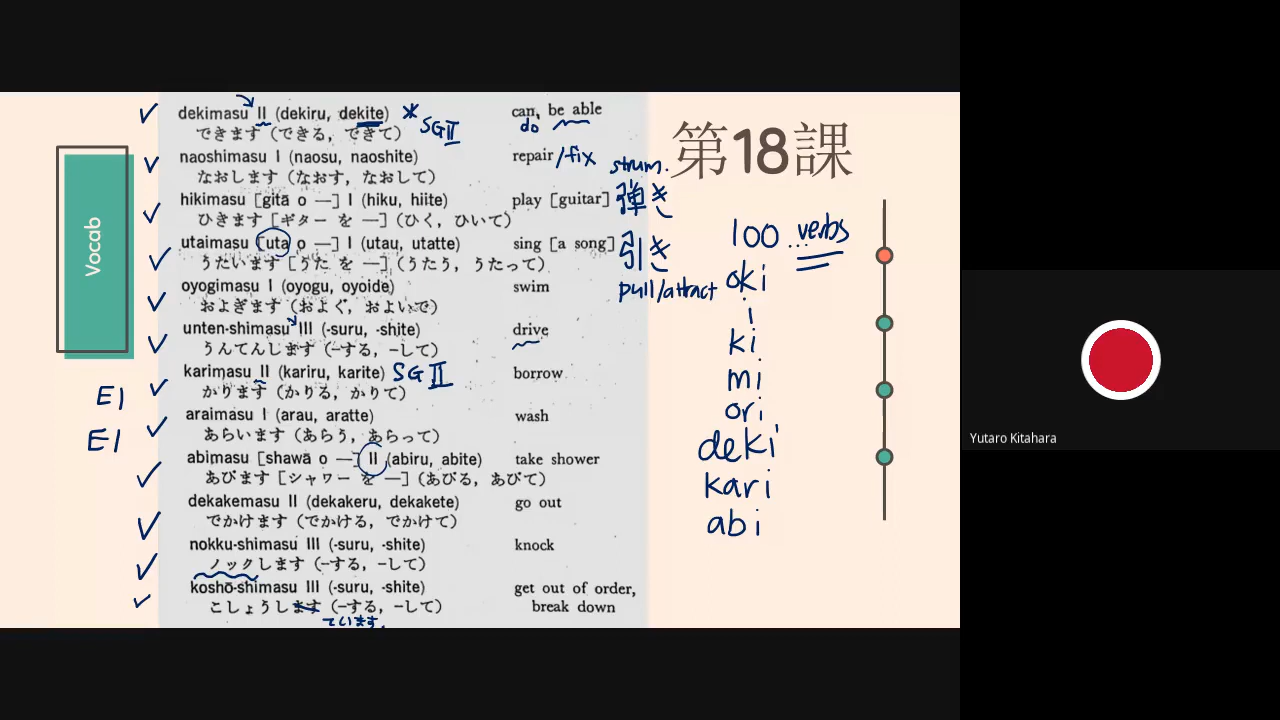 Vocab
第18課
✓ dekimasu II (dekiru, dekite) * SG II can, be able
do
できます（できる，できて）
✓ naoshimasu I (naosu, naoshite) repair /fix
なおします（なおす，なおして）
strum.
✓ hikimasu [gitā o —] I (hiku, hiite) play [guitar] 弾き
ひきます［ギター を —］（ひく，ひいて）
✓ utaimasu [uta o —] I (utau, utatte) sing [a song] 引き
うたいます［うた を —］（うたう，うたって）
pull/attract
✓ oyogimasu I (oyogu, oyoide) swim
およぎます（およぐ，およいで）
✓ unten-shimasu III (-suru, -shite) drive
うんてんします（−する，−して）
✓ karimasu II (kariru, karite) SG II borrow
かります（かりる，かりて）
E1 ✓ araimasu I (arau, aratte) wash
E1 あらいます（あらう，あらって）
✓ abimasu [shawā o —] II (abiru, abite) take shower
あびます［シャワー を —］（あびる，あびて）
✓ dekakemasu II (dekakeru, dekakete) go out
でかけます（でかける，でかけて）
✓ nokku-shimasu III (-suru, -shite) knock
ノックします（−する，−して）
✓ koshō-shimasu III (-suru, -shite) get out of order,
break down
こしょうします（−する，−して）
ています.
100 verbs
oki
i
ki
mi
ori
deki
kari
abi
Yutaro Kitahara